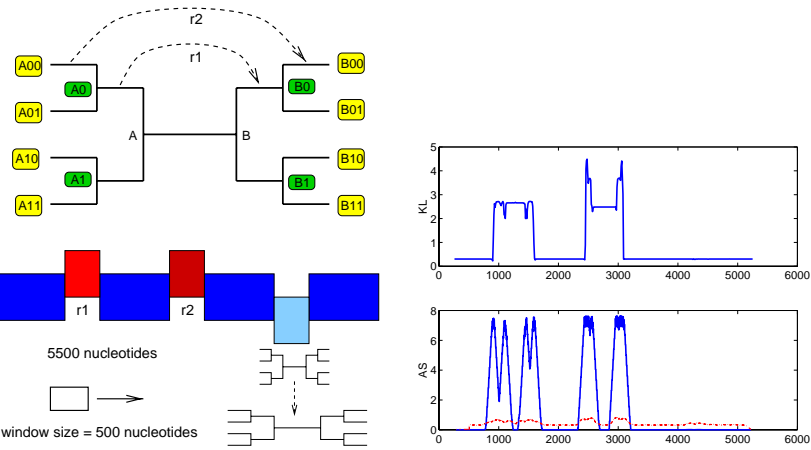 r2
r1
A00
B00
A0
B0
A01
B01
A
B
A10
B10
A1
B1
A11
B11
r1
r2
5500 nucleotides
window size = 500 nucleotides
5
4
3
2
1
0
KL
0 1000 2000 3000 4000 5000 6000
8
6
4
2
0
AS
0 1000 2000 3000 4000 5000 6000